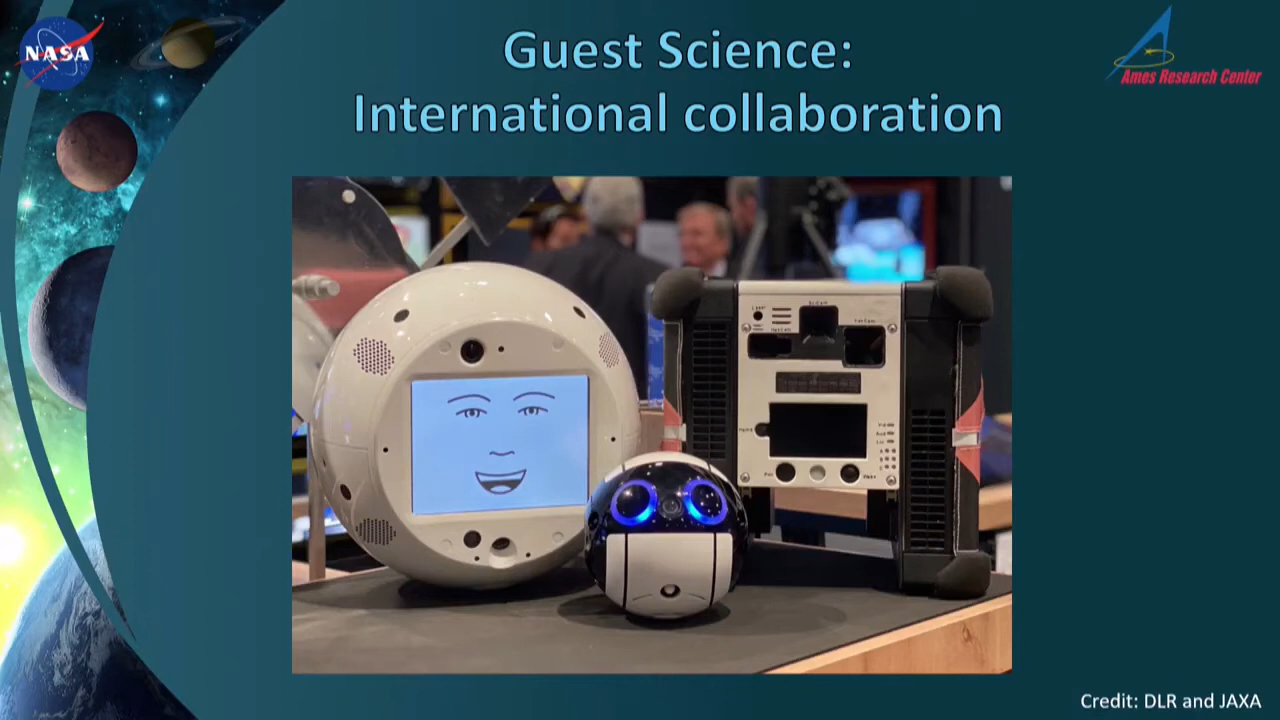 NASA
Guest Science:
International collaboration
Ames Research Center
Credit: DLR and JAXA